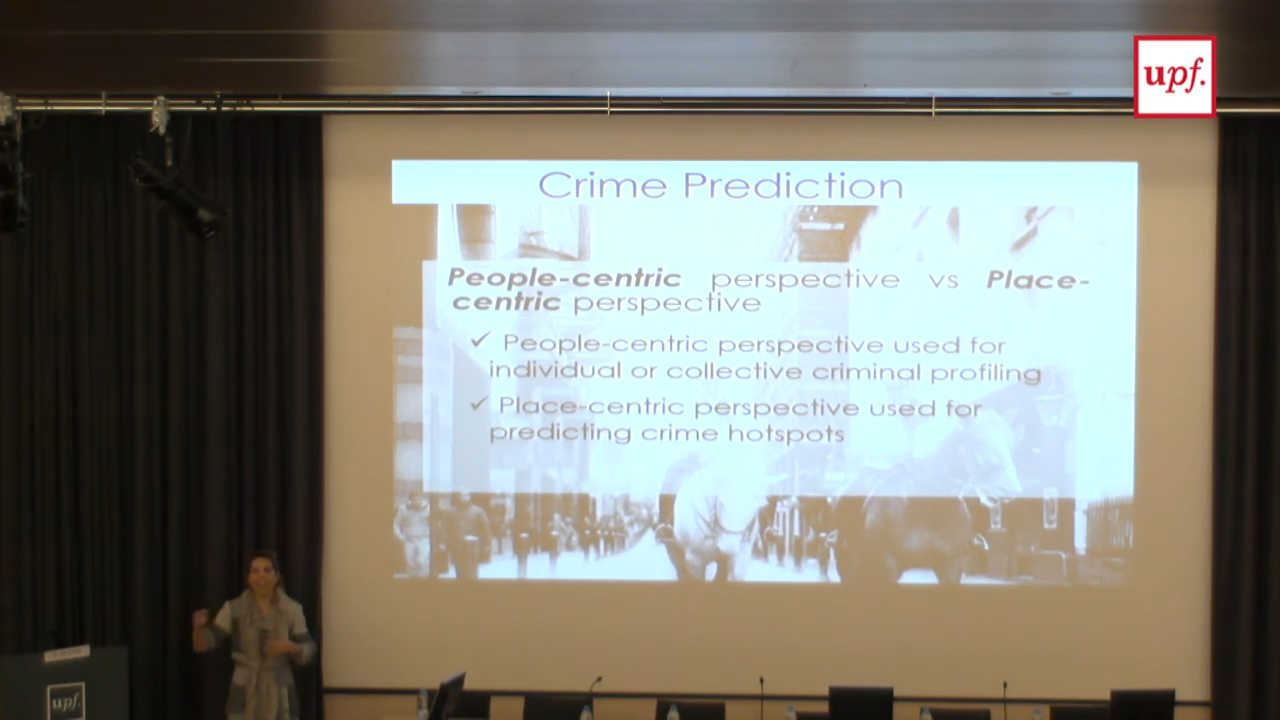 upf.
Crime Prediction
People-centric perspective vs Place-
centric perspective
✓ People-centric perspective used for
individual or collective criminal profiling
✓ Place-centric perspective used for
predicting crime hotspots
upf.